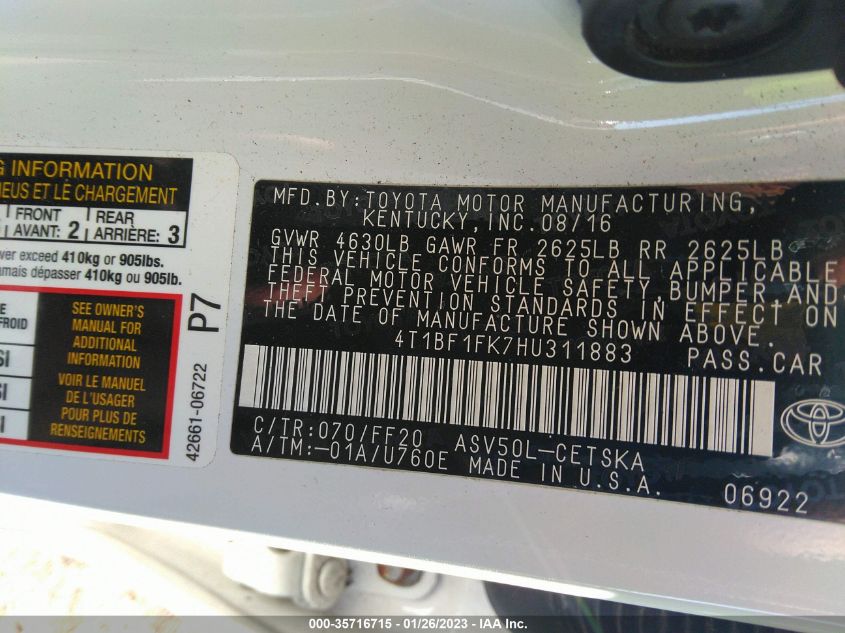 G INFORMATION
NEUS ET LE CHARGEMENT
FRONT
AVANT: 2
REAR
ARRIÈRE: 3
ver exceed 410kg or 905lbs.
amais dépasser 410kg ou 905lb.
E
FROID
SI
SI
SI
SEE OWNER'S
MANUAL FOR
ADDITIONAL
INFORMATION
VOIR LE MANUEL
DE L'USAGER
POUR PLUS DE
RENSEIGNEMENTS
P7
42661-06722
MFD.BY:TOYOTA MOTOR MANUFACTURING,
KENTUCKY,INC.08/16
GVWR 4630LB GAWR FR 2625LB RR 2625LB
THIS VEHICLE CONFORMS TO ALL APPLICABLE
FEDERAL MOTOR VEHICLE SAFETY,BUMPER,AND
THEFT PREVENTION STANDARDS IN EFFECT ON
THE DATE OF MANUFACTURE SHOWN ABOVE.
4T1BF1FK7HU311883 PASS.CAR
C/TR:070/FF20 ASV50L-CETSKA
A/TM:-01A/U760E MADE IN U.S.A.
06922
000-35716715 - 01/26/2023 - IAA Inc.